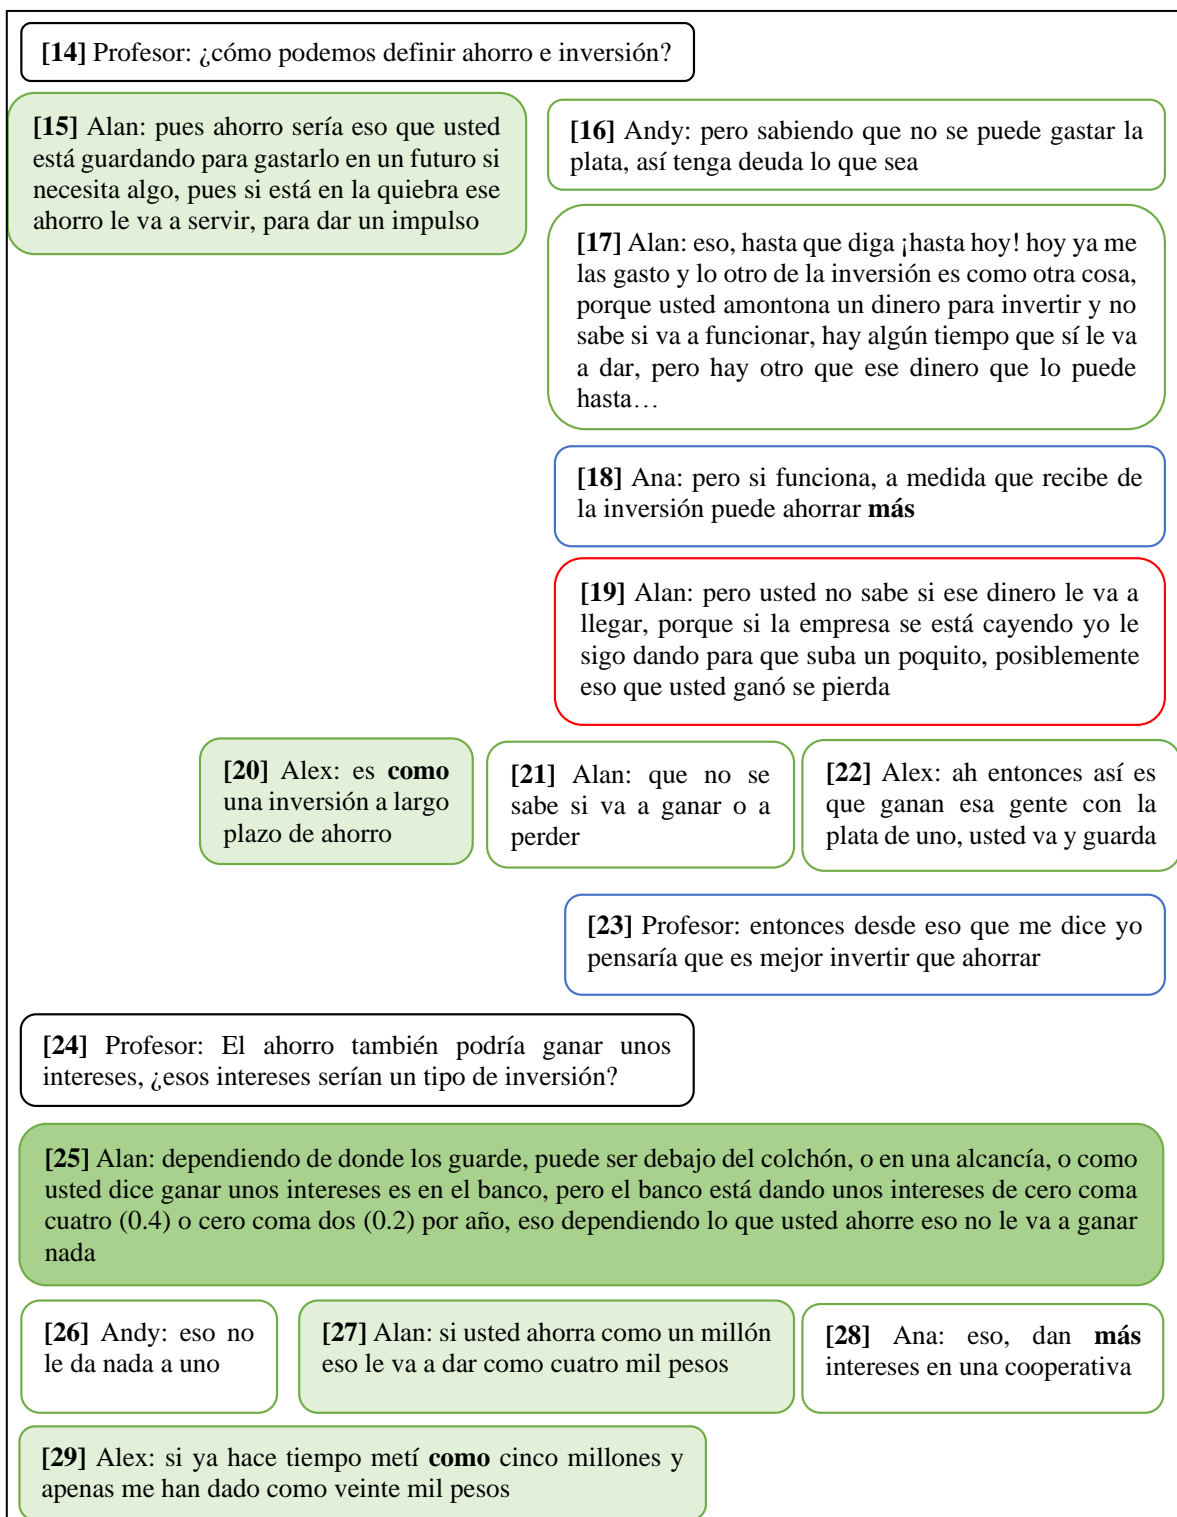 [14] Profesor: ¿cómo podemos definir ahorro e inversión?
[15] Alan: pues ahorro sería eso que usted
está guardando para gastarlo en un futuro si
necesita algo, pues si está en la quiebra ese
ahorro le va a servir, para dar un impulso
[16] Andy: pero sabiendo que no se puede gastar la
plata, así tenga deuda lo que sea
[17] Alan: eso, hasta que diga ¡hasta hoy! hoy ya me
las gasto y lo otro de la inversión es como otra cosa,
porque usted amontona un dinero para invertir y no
sabe si va a funcionar, hay algún tiempo que sí le va
a dar, pero hay otro que ese dinero que lo puede
hasta…
[18] Ana: pero si funciona, a medida que recibe de
la inversión puede ahorrar más
[19] Alan: pero usted no sabe si ese dinero le va a
llegar, porque si la empresa se está cayendo yo le
sigo dando para que suba un poquito, posiblemente
eso que usted ganó se pierda
[20] Alex: es como
una inversión a largo
plazo de ahorro
[21] Alan: que no se
sabe si va a ganar o a
perder
[22] Alex: ah entonces así es
que ganan esa gente con la
plata de uno, usted va y guarda
[23] Profesor: entonces desde eso que me dice yo
pensaría que es mejor invertir que ahorrar
[24] Profesor: El ahorro también podría ganar unos
intereses, ¿esos intereses serían un tipo de inversión?
[25] Alan: dependiendo de donde los guarde, puede ser debajo del colchón, o en una alcancía, o como
usted dice ganar unos intereses es en el banco, pero el banco está dando unos intereses de cero coma
cuatro (0.4) o cero coma dos (0.2) por año, eso dependiendo lo que usted ahorre eso no le va a ganar
nada
[26] Andy: eso no
le da nada a uno
[27] Alan: si usted ahorra como un millón
eso le va a dar como cuatro mil pesos
[28] Ana: eso, dan más
intereses en una cooperativa
[29] Alex: si ya hace tiempo metí como cinco millones y
apenas me han dado como veinte mil pesos